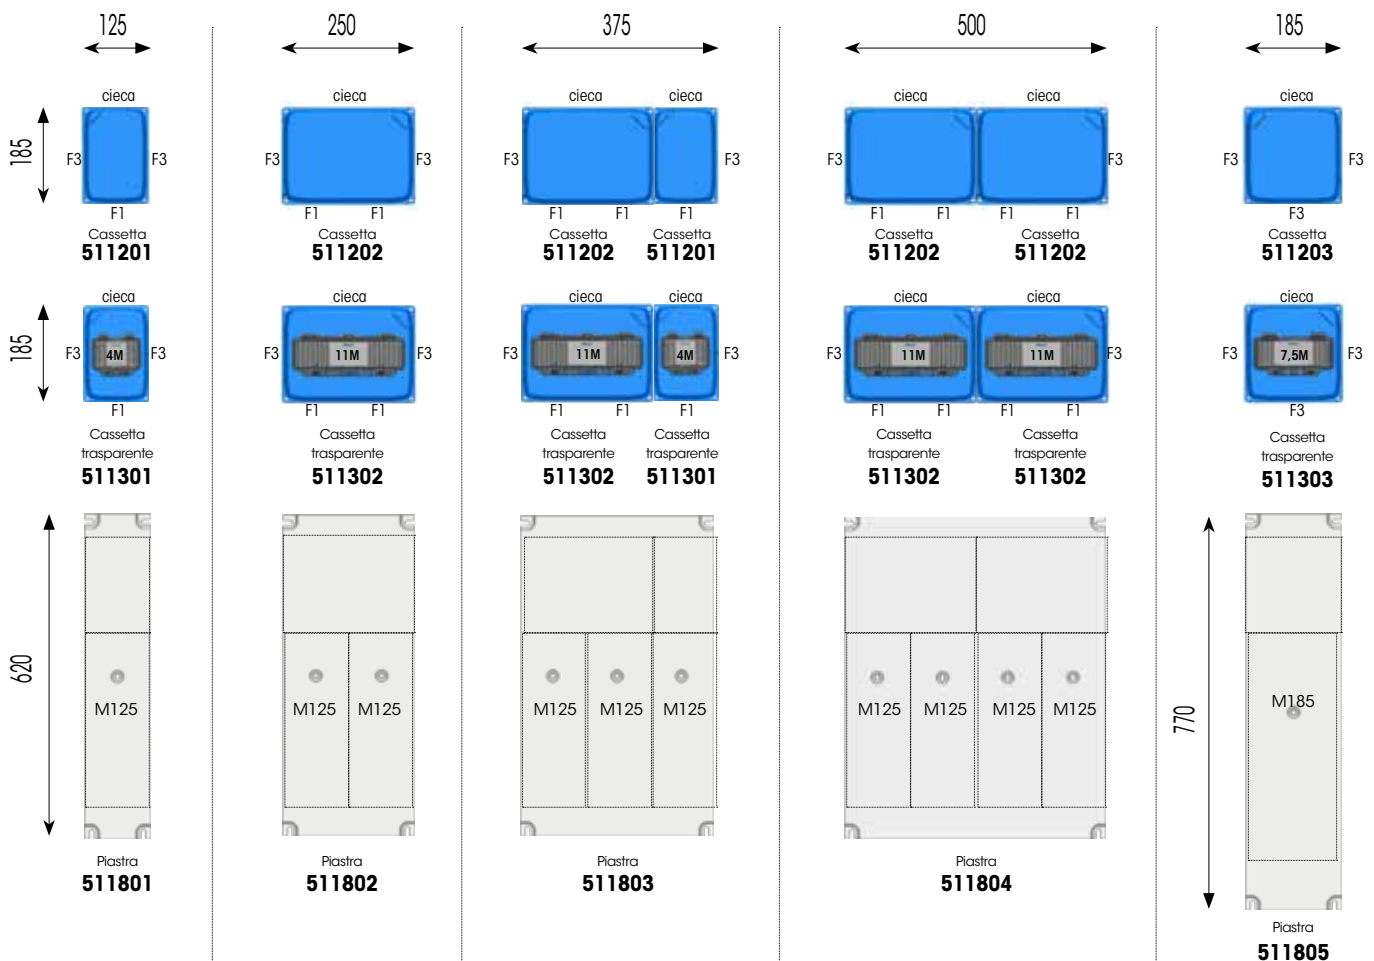 125 250 375 500 185
cieca cieca cieca cieca cieca cieca cieca
185
F3 F3 F3 F3 F3 F3 F3 F3 F3 F3
F1 F1 F1 F1 F1 F1 F1 F1 F1 F1 F3
Cassetta Cassetta Cassetta Cassetta Cassetta Cassetta Cassetta
511201 511202 511202 511201 511202 511202 511203
cieca cieca cieca cieca cieca cieca cieca
185
F3 4M F3 F3 11M F3 F3 11M 4M F3 F3 11M 11M F3 F3 7,5M F3
F1 F1 F1 F1 F1 F1 F1 F1 F1 F1 F3
Cassetta Cassetta Cassetta Cassetta Cassetta Cassetta Cassetta
trasparente trasparente trasparente trasparente trasparente trasparente trasparente
511301 511302 511302 511301 511302 511302 511303
620
M125 M125 M125 M125 M125 M125 M125 M125 M125 M125 M185
770
Piastra Piastra Piastra Piastra
511801 511802 511803 511804
Piastra
511805